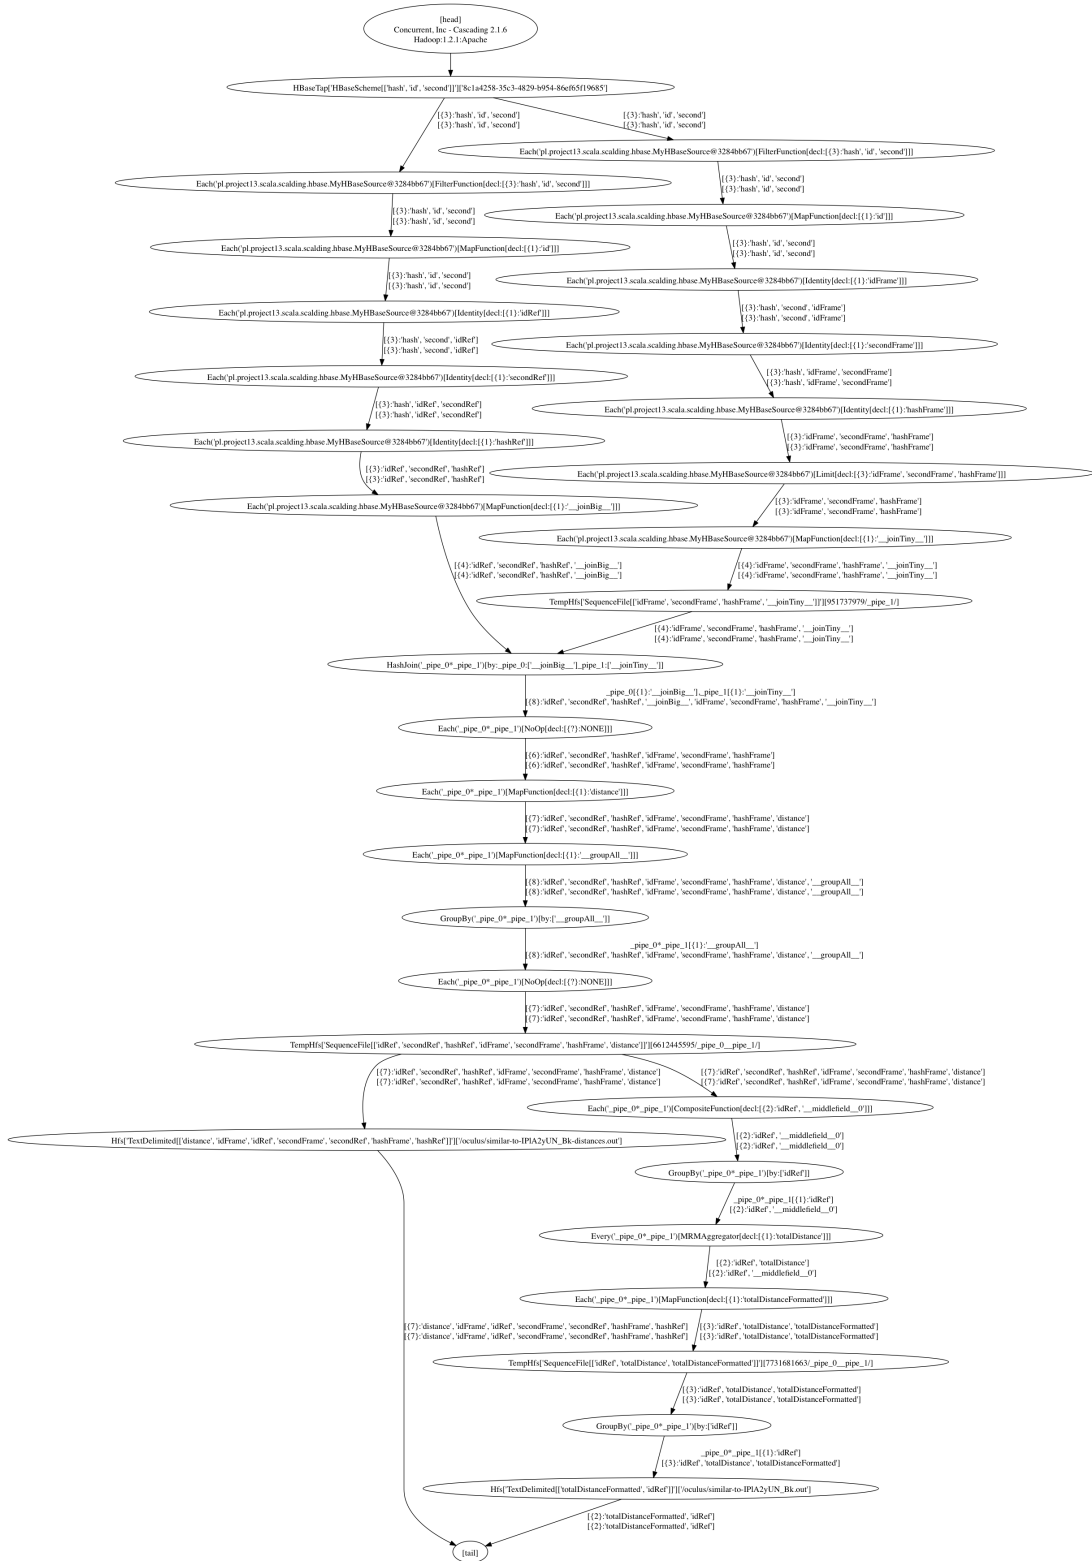 [head]
Concurrent, Inc - Cascading 2.1.6
Hadoop:1.2.1:Apache
HBaseTap['HBaseScheme[['hash', 'id', 'second']]']['8c1a4258-35c3-4829-b954-86ef65f19685']
[{3}:'hash', 'id', 'second']
[{3}:'hash', 'id', 'second']
[{3}:'hash', 'id', 'second']
[{3}:'hash', 'id', 'second']
Each('pl.project13.scala.scalding.hbase.MyHBaseSource@3284bb67')[FilterFunction[decl:[{3}:'hash', 'id', 'second']]]
Each('pl.project13.scala.scalding.hbase.MyHBaseSource@3284bb67')[FilterFunction[decl:[{3}:'hash', 'id', 'second']]]
[{3}:'hash', 'id', 'second']
[{3}:'hash', 'id', 'second']
[{3}:'hash', 'id', 'second']
[{3}:'hash', 'id', 'second']
Each('pl.project13.scala.scalding.hbase.MyHBaseSource@3284bb67')[MapFunction[decl:[{1}:'id']]]
Each('pl.project13.scala.scalding.hbase.MyHBaseSource@3284bb67')[MapFunction[decl:[{1}:'id']]]
[{3}:'hash', 'id', 'second']
[{3}:'hash', 'id', 'second']
[{3}:'hash', 'id', 'second']
[{3}:'hash', 'id', 'second']
Each('pl.project13.scala.scalding.hbase.MyHBaseSource@3284bb67')[Identity[decl:[{1}:'idFrame']]]
Each('pl.project13.scala.scalding.hbase.MyHBaseSource@3284bb67')[Identity[decl:[{1}:'idRef']]]
[{3}:'hash', 'second', 'idFrame']
[{3}:'hash', 'second', 'idFrame']
[{3}:'hash', 'second', 'idRef']
[{3}:'hash', 'second', 'idRef']
Each('pl.project13.scala.scalding.hbase.MyHBaseSource@3284bb67')[Identity[decl:[{1}:'secondFrame']]]
Each('pl.project13.scala.scalding.hbase.MyHBaseSource@3284bb67')[Identity[decl:[{1}:'secondRef']]]
[{3}:'hash', 'idFrame', 'secondFrame']
[{3}:'hash', 'idFrame', 'secondFrame']
[{3}:'hash', 'idRef', 'secondRef']
[{3}:'hash', 'idRef', 'secondRef']
Each('pl.project13.scala.scalding.hbase.MyHBaseSource@3284bb67')[Identity[decl:[{1}:'hashFrame']]]
Each('pl.project13.scala.scalding.hbase.MyHBaseSource@3284bb67')[Identity[decl:[{1}:'hashRef']]]
[{3}:'idFrame', 'secondFrame', 'hashFrame']
[{3}:'idFrame', 'secondFrame', 'hashFrame']
[{3}:'idRef', 'secondRef', 'hashRef']
[{3}:'idRef', 'secondRef', 'hashRef']
Each('pl.project13.scala.scalding.hbase.MyHBaseSource@3284bb67')[Limit[decl:[{3}:'idFrame', 'secondFrame', 'hashFrame']]]
Each('pl.project13.scala.scalding.hbase.MyHBaseSource@3284bb67')[MapFunction[decl:[{1}:'__joinBig__']]]
[{3}:'idFrame', 'secondFrame', 'hashFrame']
[{3}:'idFrame', 'secondFrame', 'hashFrame']
Each('pl.project13.scala.scalding.hbase.MyHBaseSource@3284bb67')[MapFunction[decl:[{1}:'__joinTiny__']]]
[{4}:'idRef', 'secondRef', 'hashRef', '__joinBig__']
[{4}:'idRef', 'secondRef', 'hashRef', '__joinBig__']
[{4}:'idFrame', 'secondFrame', 'hashFrame', '__joinTiny__']
[{4}:'idFrame', 'secondFrame', 'hashFrame', '__joinTiny__']
TempHfs['SequenceFile[['idFrame', 'secondFrame', 'hashFrame', '__joinTiny__']]'][951737979/_pipe_1/]
[{4}:'idFrame', 'secondFrame', 'hashFrame', '__joinTiny__']
[{4}:'idFrame', 'secondFrame', 'hashFrame', '__joinTiny__']
HashJoin('_pipe_0*_pipe_1')[by:_pipe_0:['__joinBig__']_pipe_1:['__joinTiny__']]
_pipe_0[{1}:'__joinBig__'],_pipe_1[{1}:'__joinTiny__']
[{8}:'idRef', 'secondRef', 'hashRef', '__joinBig__', 'idFrame', 'secondFrame', 'hashFrame', '__joinTiny__']
Each('_pipe_0*_pipe_1')[NoOp[decl:[{?}:NONE]]]
[{6}:'idRef', 'secondRef', 'hashRef', 'idFrame', 'secondFrame', 'hashFrame']
[{6}:'idRef', 'secondRef', 'hashRef', 'idFrame', 'secondFrame', 'hashFrame']
Each('_pipe_0*_pipe_1')[MapFunction[decl:[{1}:'distance']]]
[{7}:'idRef', 'secondRef', 'hashRef', 'idFrame', 'secondFrame', 'hashFrame', 'distance']
[{7}:'idRef', 'secondRef', 'hashRef', 'idFrame', 'secondFrame', 'hashFrame', 'distance']
Each('_pipe_0*_pipe_1')[MapFunction[decl:[{1}:'__groupAll__']]]
[{8}:'idRef', 'secondRef', 'hashRef', 'idFrame', 'secondFrame', 'hashFrame', 'distance', '__groupAll__']
[{8}:'idRef', 'secondRef', 'hashRef', 'idFrame', 'secondFrame', 'hashFrame', 'distance', '__groupAll__']
GroupBy('_pipe_0*_pipe_1')[by:['__groupAll__']]
_pipe_0*_pipe_1[{1}:'__groupAll__']
[{8}:'idRef', 'secondRef', 'hashRef', 'idFrame', 'secondFrame', 'hashFrame', 'distance', '__groupAll__']
Each('_pipe_0*_pipe_1')[NoOp[decl:[{?}:NONE]]]
[{7}:'idRef', 'secondRef', 'hashRef', 'idFrame', 'secondFrame', 'hashFrame', 'distance']
[{7}:'idRef', 'secondRef', 'hashRef', 'idFrame', 'secondFrame', 'hashFrame', 'distance']
TempHfs['SequenceFile[['idRef', 'secondRef', 'hashRef', 'idFrame', 'secondFrame', 'hashFrame', 'distance']]'][6612445595/_pipe_0__pipe_1/]
[{7}:'idRef', 'secondRef', 'hashRef', 'idFrame', 'secondFrame', 'hashFrame', 'distance']
[{7}:'idRef', 'secondRef', 'hashRef', 'idFrame', 'secondFrame', 'hashFrame', 'distance']
[{7}:'idRef', 'secondRef', 'hashRef', 'idFrame', 'secondFrame', 'hashFrame', 'distance']
[{7}:'idRef', 'secondRef', 'hashRef', 'idFrame', 'secondFrame', 'hashFrame', 'distance']
Each('_pipe_0*_pipe_1')[CompositeFunction[decl:[{2}:'idRef', '__middlefield__0']]]
Hfs['TextDelimited[['distance', 'idFrame', 'idRef', 'secondFrame', 'secondRef', 'hashFrame', 'hashRef']]']['/oculus/similar-to-IPlA2yUN_Bk-distances.out']
[{2}:'idRef', '__middlefield__0']
[{2}:'idRef', '__middlefield__0']
GroupBy('_pipe_0*_pipe_1')[by:['idRef']]
_pipe_0*_pipe_1[{1}:'idRef']
[{2}:'idRef', '__middlefield__0']
Every('_pipe_0*_pipe_1')[MRMAggregator[decl:[{1}:'totalDistance']]]
[{2}:'idRef', 'totalDistance']
[{2}:'idRef', '__middlefield__0']
Each('_pipe_0*_pipe_1')[MapFunction[decl:[{1}:'totalDistanceFormatted']]]
[{7}:'distance', 'idFrame', 'idRef', 'secondFrame', 'secondRef', 'hashFrame', 'hashRef']
[{7}:'distance', 'idFrame', 'idRef', 'secondFrame', 'secondRef', 'hashFrame', 'hashRef']
[{3}:'idRef', 'totalDistance', 'totalDistanceFormatted']
[{3}:'idRef', 'totalDistance', 'totalDistanceFormatted']
TempHfs['SequenceFile[['idRef', 'totalDistance', 'totalDistanceFormatted']]'][7731681663/_pipe_0__pipe_1/]
[{3}:'idRef', 'totalDistance', 'totalDistanceFormatted']
[{3}:'idRef', 'totalDistance', 'totalDistanceFormatted']
GroupBy('_pipe_0*_pipe_1')[by:['idRef']]
_pipe_0*_pipe_1[{1}:'idRef']
[{3}:'idRef', 'totalDistance', 'totalDistanceFormatted']
Hfs['TextDelimited[['totalDistanceFormatted', 'idRef']]']['/oculus/similar-to-IPlA2yUN_Bk.out']
[{2}:'totalDistanceFormatted', 'idRef']
[{2}:'totalDistanceFormatted', 'idRef']
[tail]